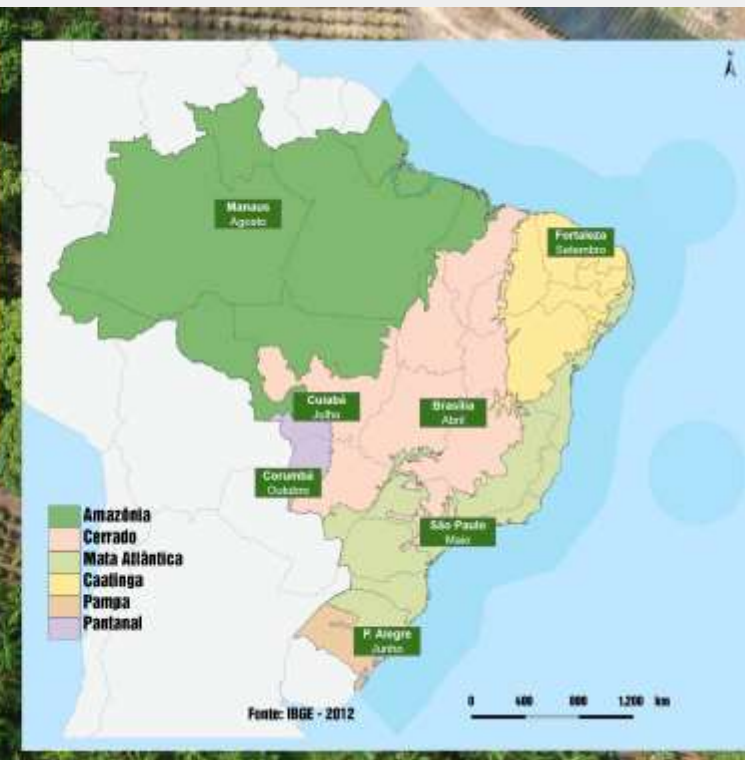 N
Manaus
Agosto
Fortaleza
Setembro
Cuiabá
Julho
Brasília
Abril
Corumbá
Outubro
São Paulo
Maio
P. Alegre
Junho
Amazônia
Cerrado
Mata Atlântica
Caatinga
Pampa
Pantanal
Fonte: IBGE - 2012
0 400 800 1.200 km